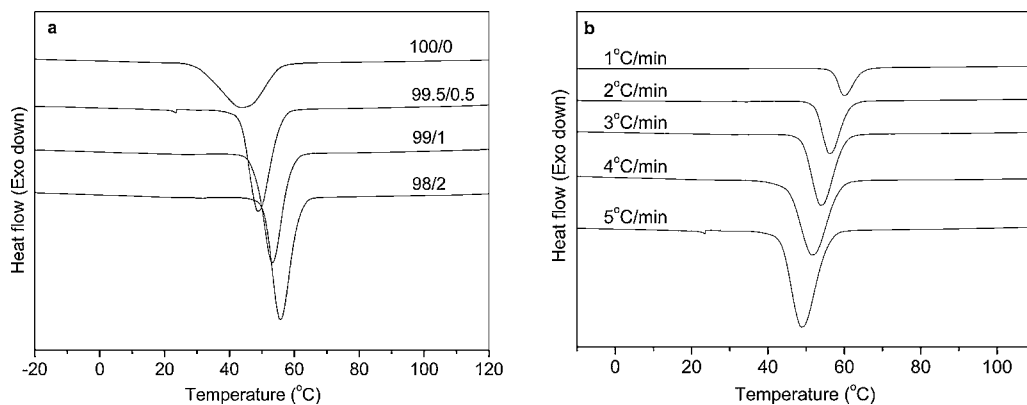 a
100/0
99.5/0.5
99/1
98/2
Heat flow (Exo down)
-20 0 20 40 60 80 100 120
Temperature (°C)
b
1°C/min
2°C/min
3°C/min
4°C/min
5°C/min
Heat flow (Exo down)
0 20 40 60 80 100
Temperature (°C)